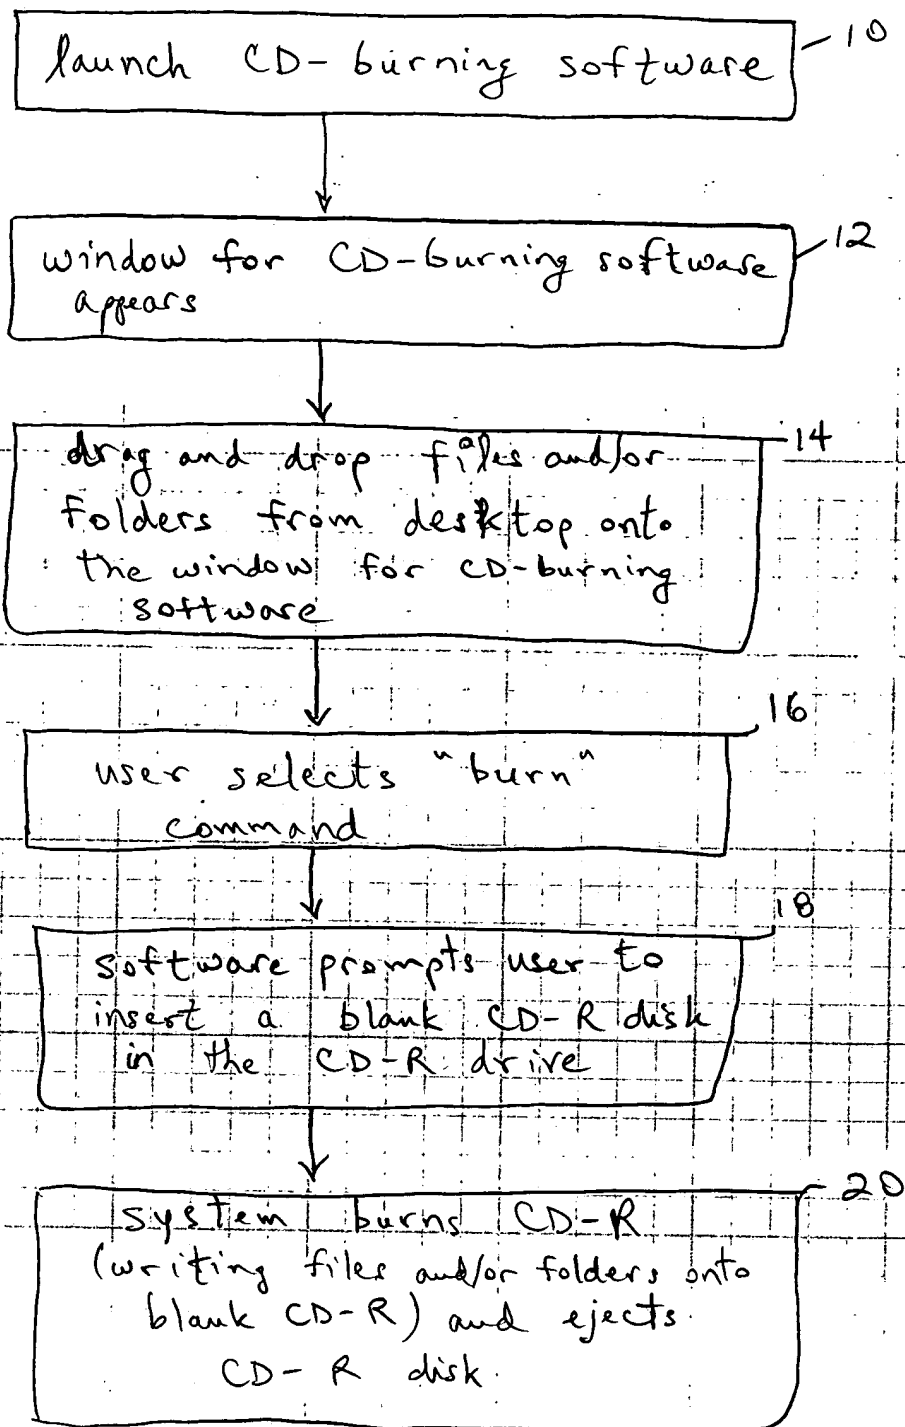 launch CD-burning software
10
window for CD-burning software
appears
12
drag and drop files and/or
folders from desktop onto
the window for CD-burning
software
14
user selects "burn"
command
16
software prompts user to
insert a blank CD-R disk
in the CD-R drive
18
system burns CD-R
(writing files and/or folders onto
blank CD-R) and ejects
CD-R disk.
20